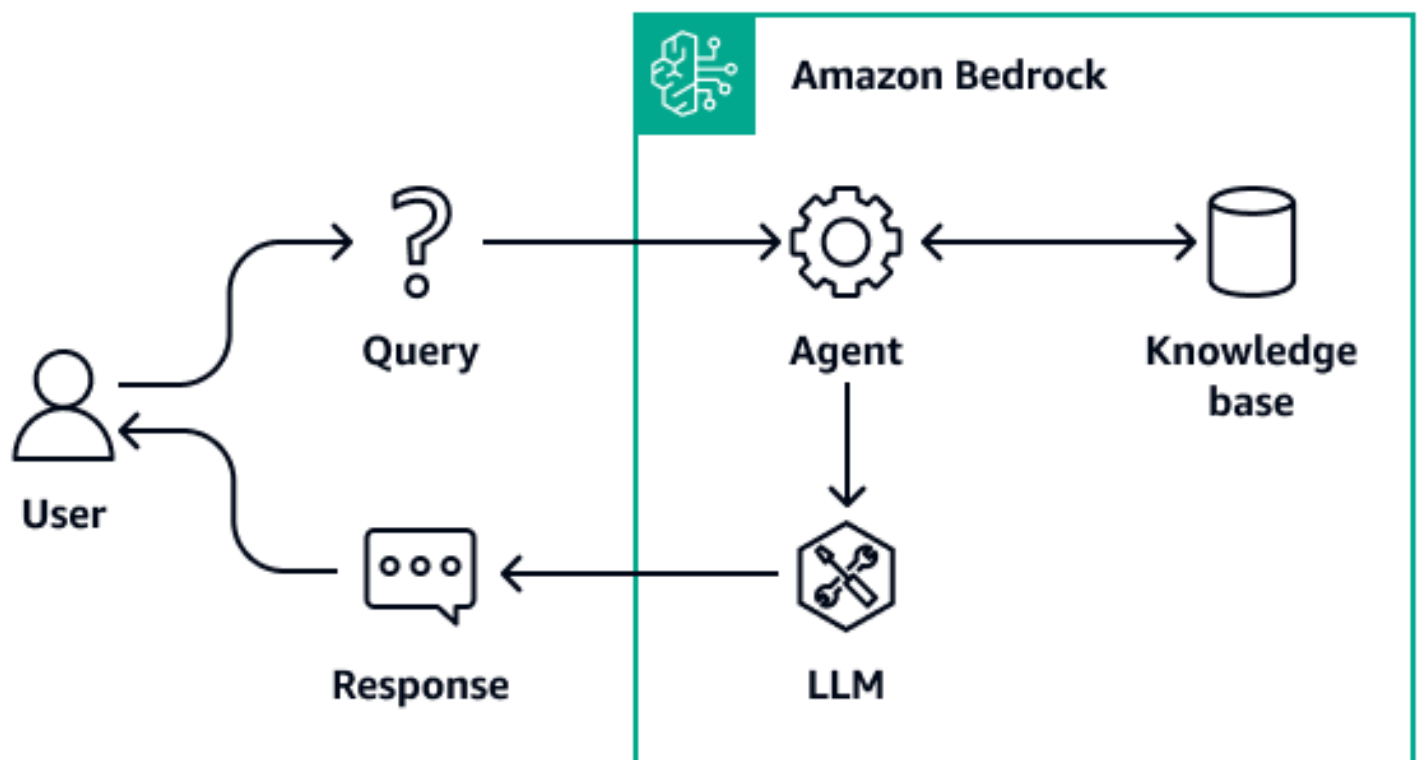 Amazon Bedrock
Query
Agent
Knowledge
base
User
Response
LLM